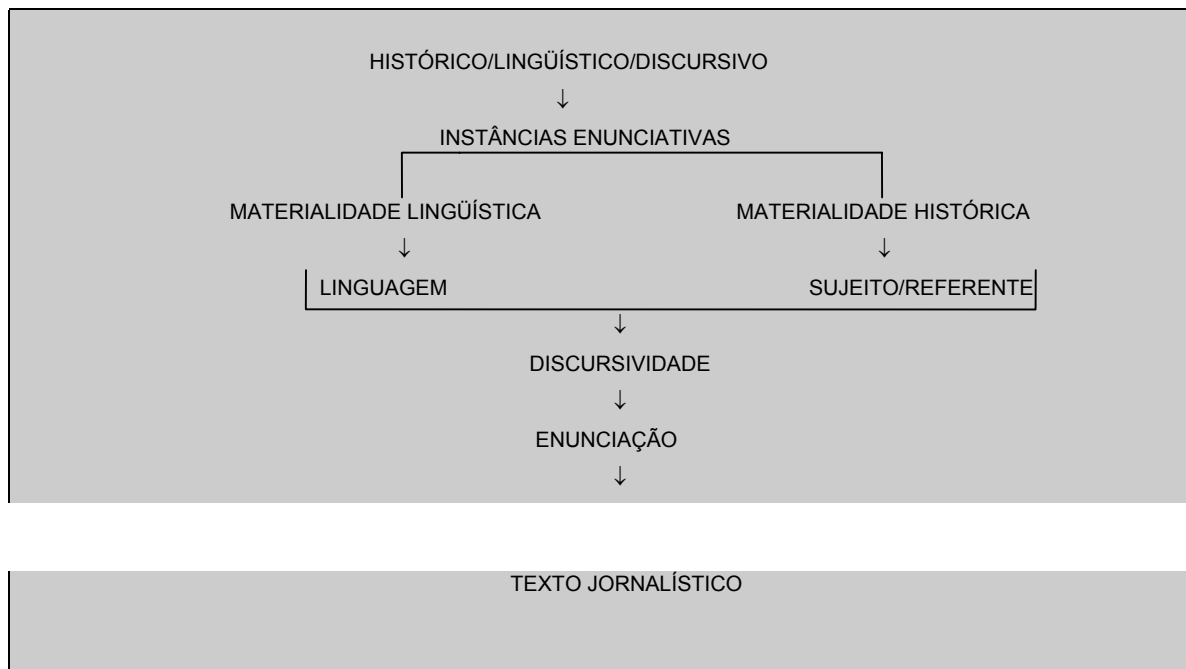 HISTÓRICO/LINGÜÍSTICO/DISCURSIVO
↓
INSTÂNCIAS ENUNCIATIVAS
MATERIALIDADE LINGÜÍSTICA MATERIALIDADE HISTÓRICA
↓ ↓
LINGUAGEM SUJEITO/REFERENTE
↓
DISCURSIVIDADE
↓
ENUNCIAÇÃO
↓
TEXTO JORNALÍSTICO